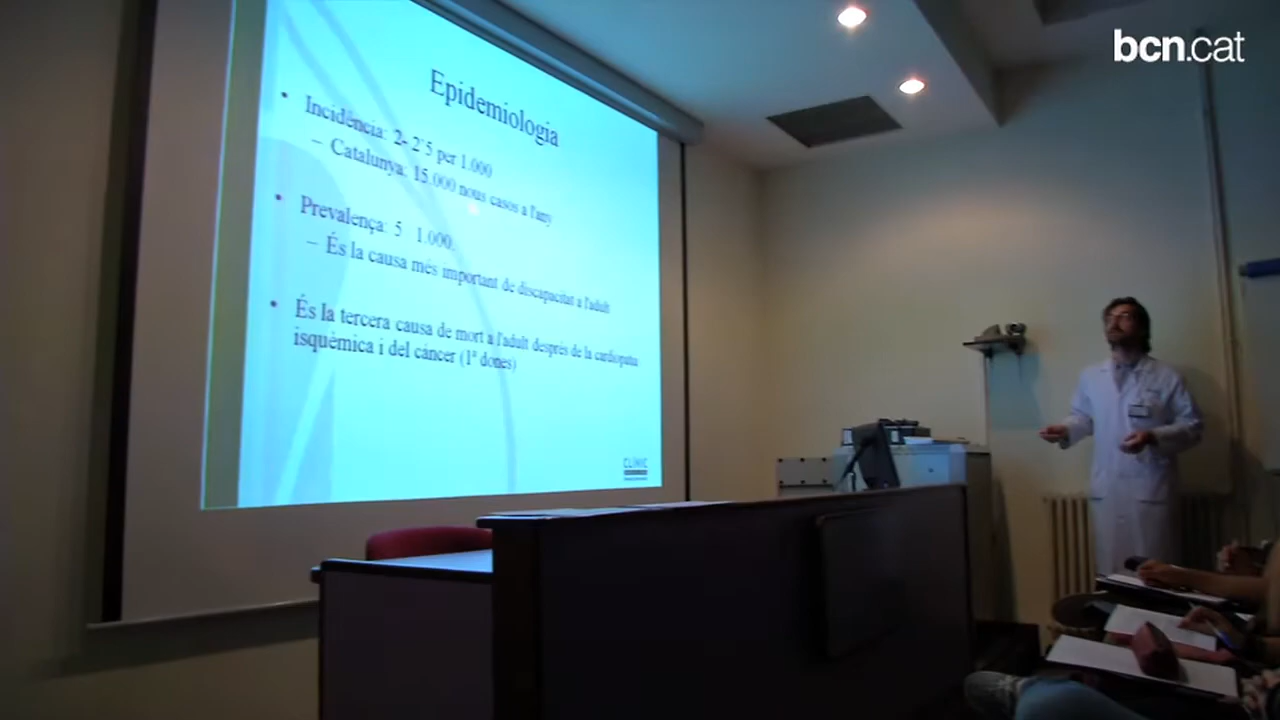 bcn.cat
Epidemiologia
• Incidència: 2- 2'5 per 1.000
– Catalunya: 15.000 nous casos a l'any
• Prevalença: 5 1.000.
– És la causa més important de discapacitat a l'adult
• És la tercera causa de mort a l'adult després de la cardiopatia
isquèmica i del càncer (1ª dones)
CLÍNIC